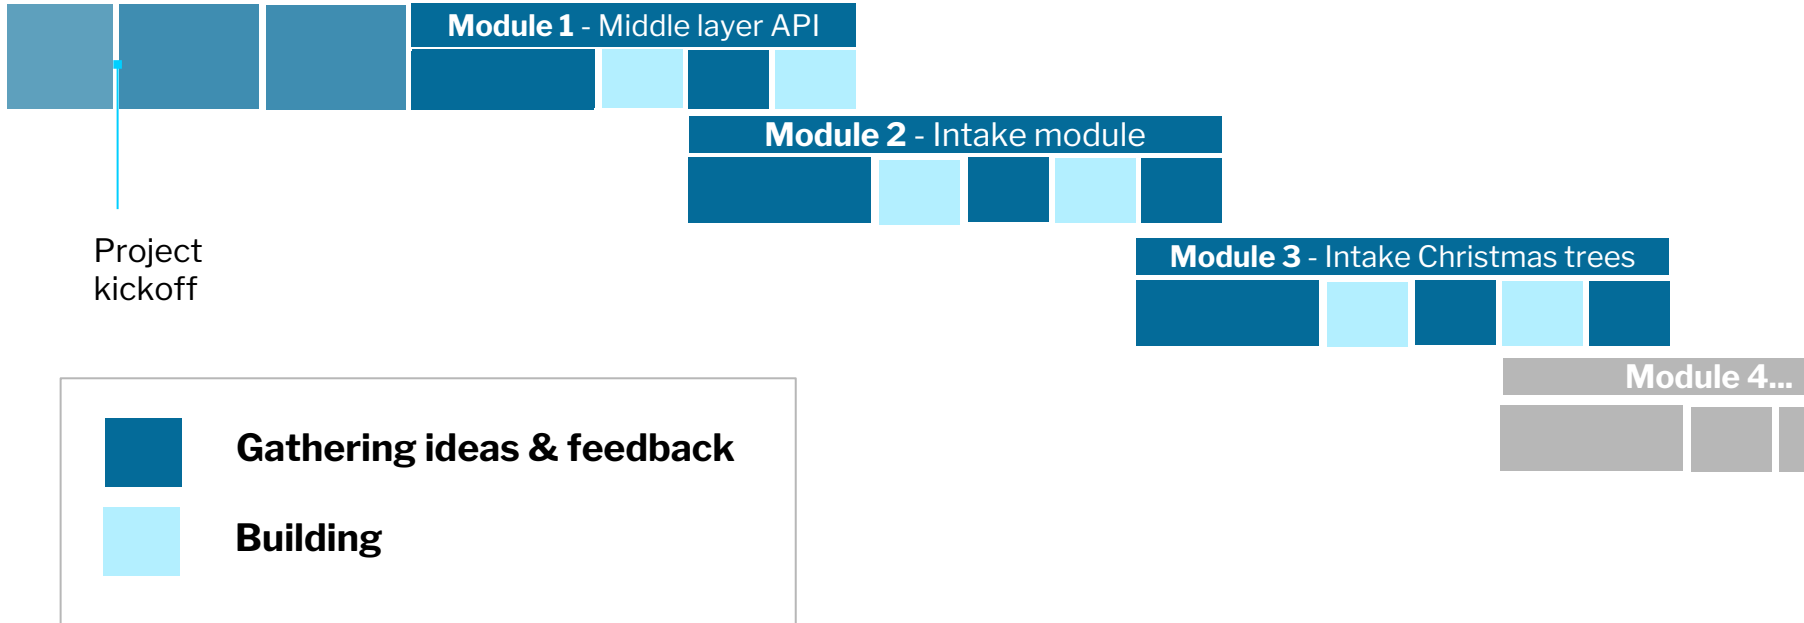 Module 1 - Middle layer API
Module 2 - Intake module
Project
kickoff
Module 3 - Intake Christmas trees
Module 4...
Gathering ideas & feedback
Building